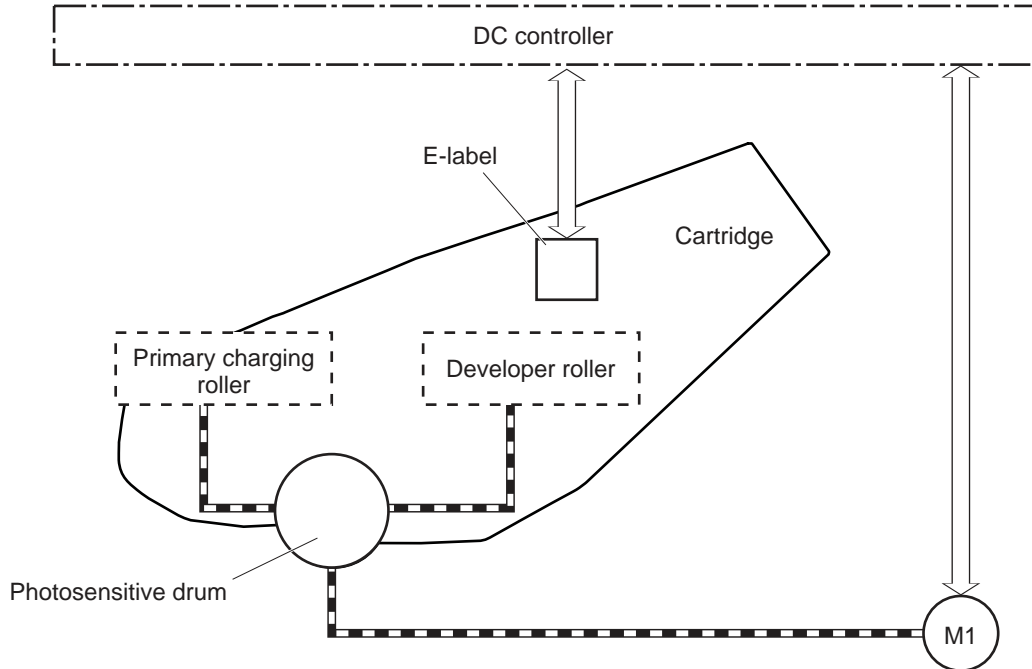 DC controller
E-label
Cartridge
Primary charging
roller
Developer roller
Photosensitive drum
M1